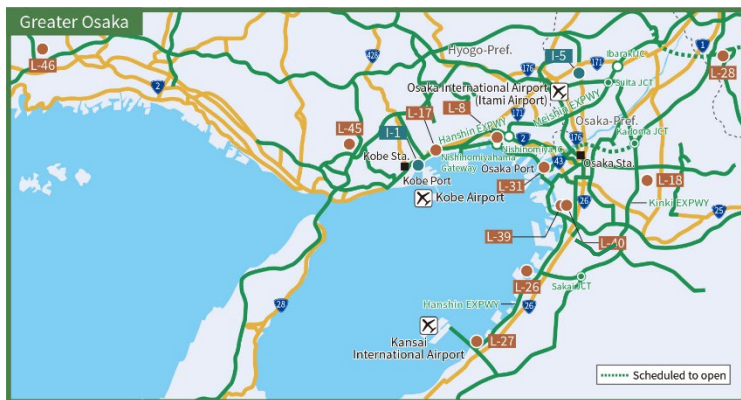 Greater Osaka
L-46
2
428
Hyogo-Pref.
176
I-5
171
IbarakiJC
1
L-28
Osaka International Airport
(Itami Airport)
Suita JCT
L-17
L-8
171
Meishin EXPWY
Hanshin EXPWY
Osaka-Pref.
L-45
I-1
2
176
Kadoma JCT
Nishinomiya IC
Kobe Sta.
Nishinomiyahama
Gateway
43
Osaka Sta.
Kobe Port
Osaka Port
L-31
L-18
Kobe Airport
26
Kinki EXPWY
25
L-39
L-40
L-26
Sakai JCT
28
Hanshin EXPWY
26
Kansai
International Airport
L-27
Scheduled to open